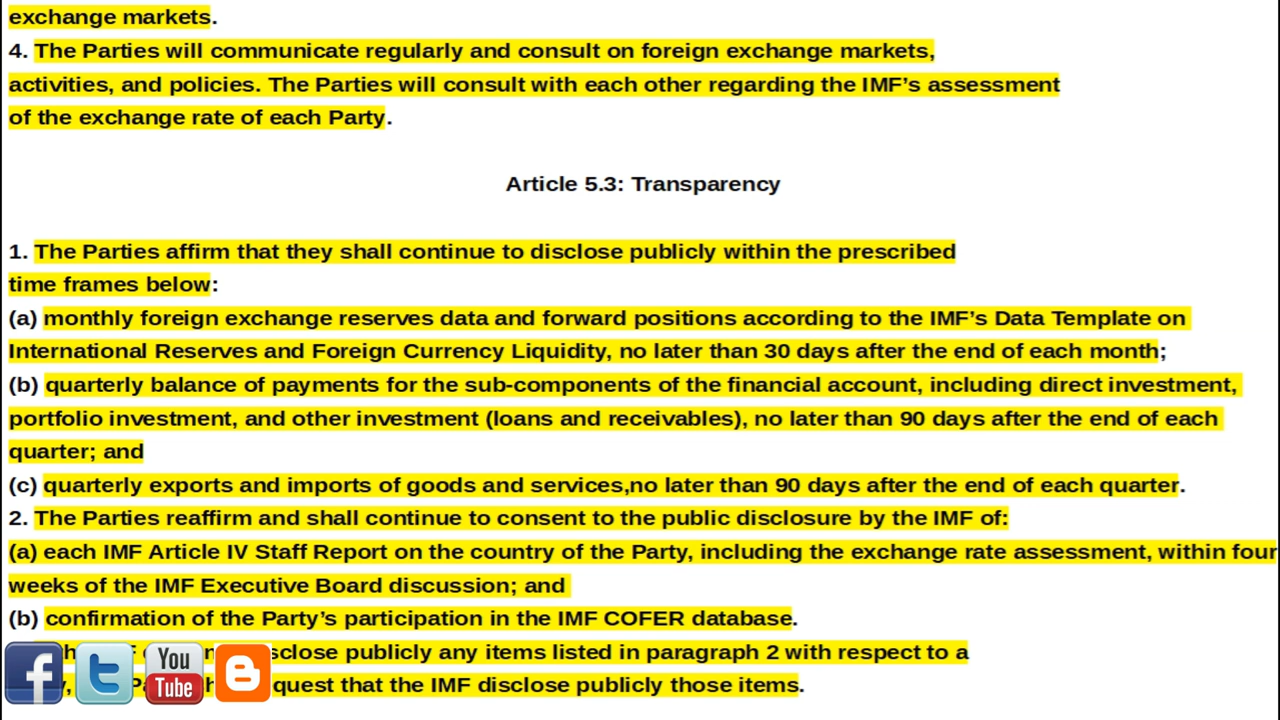 exchange markets.
4. The Parties will communicate regularly and consult on foreign exchange markets,
activities, and policies. The Parties will consult with each other regarding the IMF’s assessment
of the exchange rate of each Party.
Article 5.3: Transparency
1. The Parties affirm that they shall continue to disclose publicly within the prescribed
time frames below:
(a) monthly foreign exchange reserves data and forward positions according to the IMF’s Data Template on
International Reserves and Foreign Currency Liquidity, no later than 30 days after the end of each month;
(b) quarterly balance of payments for the sub-components of the financial account, including direct investment,
portfolio investment, and other investment (loans and receivables), no later than 90 days after the end of each
quarter; and
(c) quarterly exports and imports of goods and services,no later than 90 days after the end of each quarter.
2. The Parties reaffirm and shall continue to consent to the public disclosure by the IMF of:
(a) each IMF Article IV Staff Report on the country of the Party, including the exchange rate assessment, within four
weeks of the IMF Executive Board discussion; and
(b) confirmation of the Party’s participation in the IMF COFER database.
publicly any items listed in paragraph 2 with respect to a
that the IMF disclose publicly those items.
You
Tube